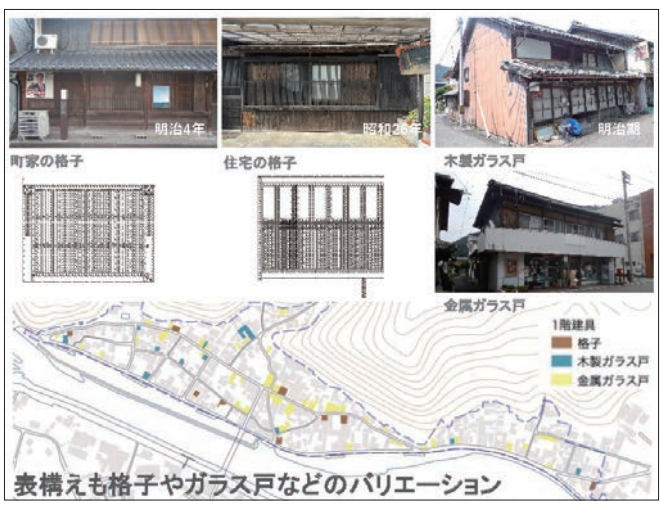 明治4年
昭和26年
明治期
町家の格子
住宅の格子
木製ガラス戸
金属ガラス戸
1階建具
格子
木製ガラス戸
金属ガラス戸
表構えも格子やガラス戸などのバリエーション